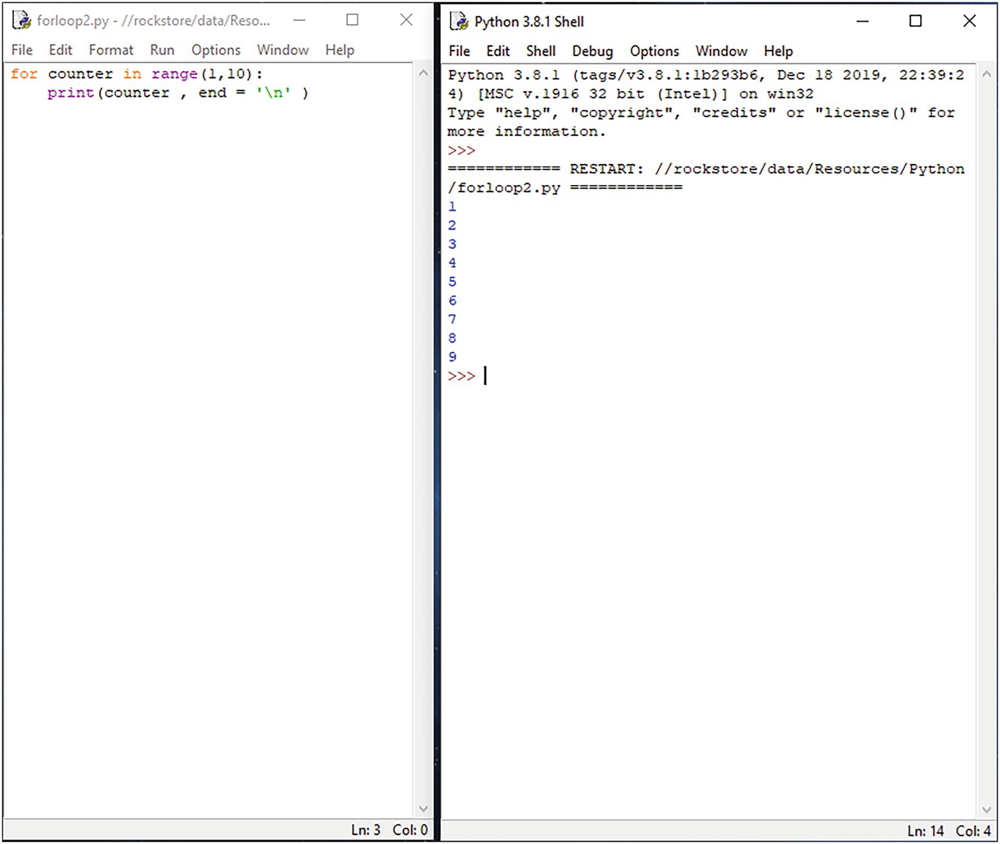 forloop2.py - //rockstore/data/Reso...
File Edit Format Run Options Window Help
for counter in range(1,10):
    print(counter , end = '\n' )
Ln: 3 Col: 0
Python 3.8.1 Shell
File Edit Shell Debug Options Window Help
Python 3.8.1 (tags/v3.8.1:1b293b6, Dec 18 2019, 22:39:2
4) [MSC v.1916 32 bit (Intel)] on win32
Type "help", "copyright", "credits" or "license()" for
more information.
>>>
============ RESTART: //rockstore/data/Resources/Python
/forloop2.py ============
1
2
3
4
5
6
7
8
9
>>>
Ln: 14 Col: 4